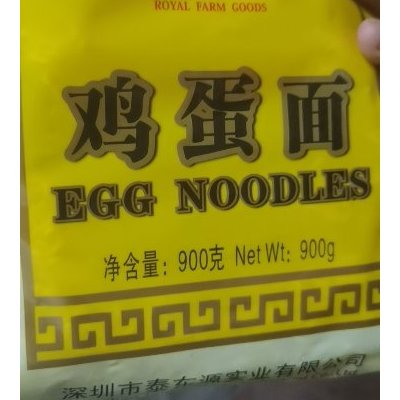 ROYAL FARM GOODS
鸡蛋面
EGG NOODLES
净含量：900克 Net Wt：900g
深圳市泰东源实业有限公司